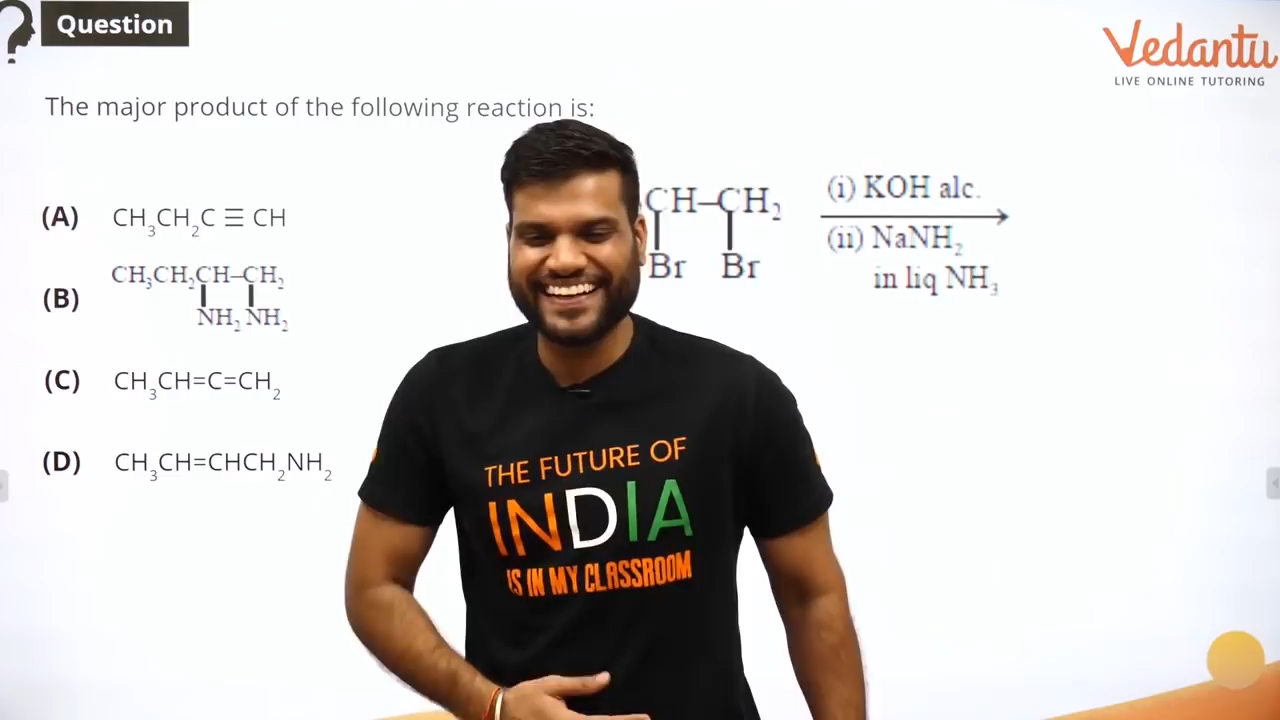 Question
Vedantu
LIVE ONLINE TUTORING
The major product of the following reaction is:
CH–CH₂
Br Br
(i) KOH alc.
(ii) NaNH₂
in liq NH₃
(A) CH₃CH₂C ≡ CH
(B) CH₃CH₂CH–CH₂
NH₂ NH₂
(C) CH₃CH=C=CH₂
(D) CH₃CH=CHCH₂NH₂
THE FUTURE OF
INDIA
IS IN MY CLASSROOM